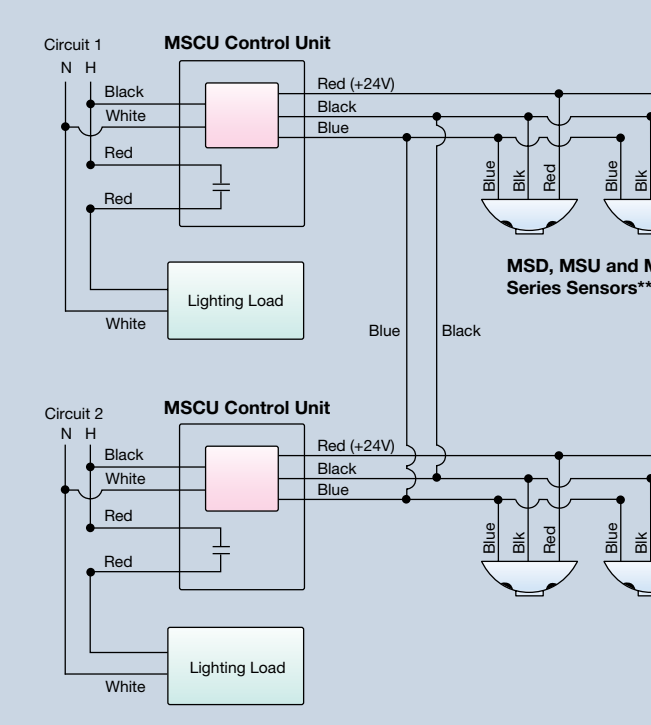 Circuit 1
MSCU Control Unit
N H
Black
White
Red
Red
Red (+24V)
Black
Blue
Blue
Blk
Red
Blue
Blk
MSD, MSU and M
Series Sensors**
Lighting Load
White
Blue
Black
Circuit 2
MSCU Control Unit
N H
Black
White
Red
Red
Red (+24V)
Black
Blue
Blue
Blk
Red
Blue
Blk
Lighting Load
White